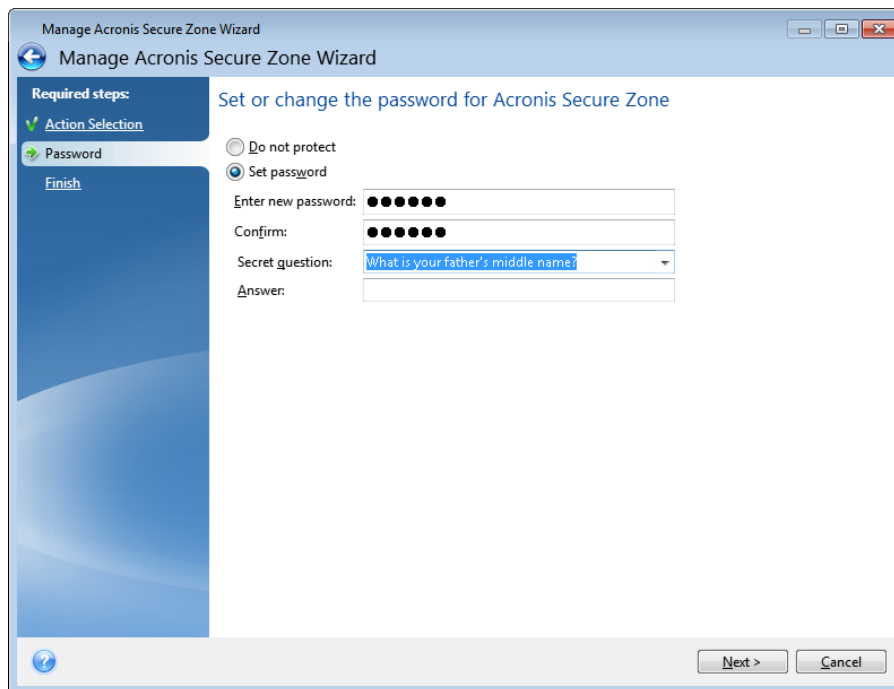 Manage Acronis Secure Zone Wizard
Manage Acronis Secure Zone Wizard
Required steps:
Action Selection
Password
Finish
Set or change the password for Acronis Secure Zone
Do not protect
Set password
Enter new password: ●●●●●●
Confirm: ●●●●●●
Secret question: What is your father's middle name?
Answer:
?
Next > Cancel